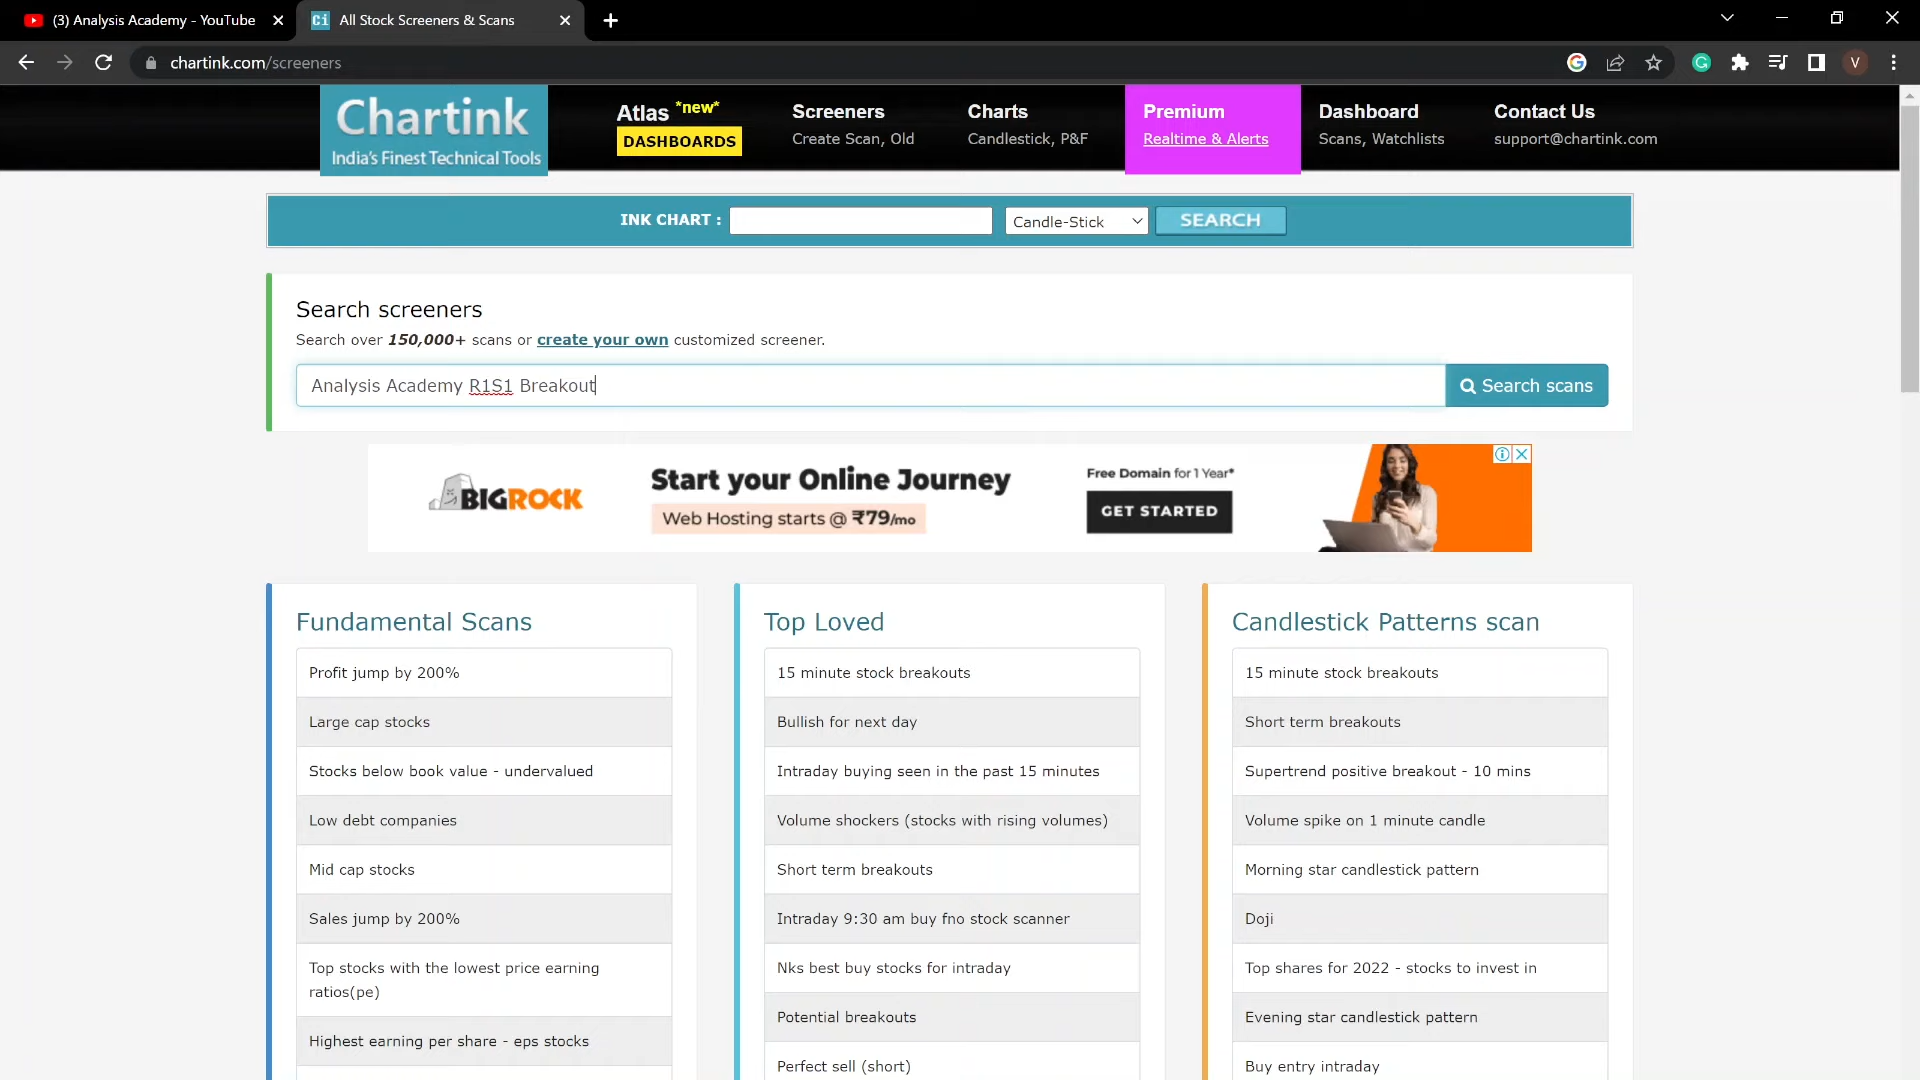 (3) Analysis Academy - YouTube
Ci All Stock Screeners & Scans
chartink.com/screeners
G V
Chartink
India's Finest Technical Tools
Atlas *new*
DASHBOARDS
Screeners
Create Scan, Old
Charts
Candlestick, P&F
Premium
Realtime & Alerts
Dashboard
Scans, Watchlists
Contact Us
support@chartink.com
INK CHART : Candle-Stick SEARCH
Search screeners
Search over 150,000+ scans or create your own customized screener.
Analysis Academy R1S1 Breakout Search scans
BIGROCK
Start your Online Journey
Web Hosting starts @ ₹79/mo
Free Domain for 1 Year*
GET STARTED
Fundamental Scans
Profit jump by 200%
Large cap stocks
Stocks below book value - undervalued
Low debt companies
Mid cap stocks
Sales jump by 200%
Top stocks with the lowest price earning
ratios(pe)
Highest earning per share - eps stocks
Top Loved
15 minute stock breakouts
Bullish for next day
Intraday buying seen in the past 15 minutes
Volume shockers (stocks with rising volumes)
Short term breakouts
Intraday 9:30 am buy fno stock scanner
Nks best buy stocks for intraday
Potential breakouts
Perfect sell (short)
Candlestick Patterns scan
15 minute stock breakouts
Short term breakouts
Supertrend positive breakout - 10 mins
Volume spike on 1 minute candle
Morning star candlestick pattern
Doji
Top shares for 2022 - stocks to invest in
Evening star candlestick pattern
Buy entry intraday